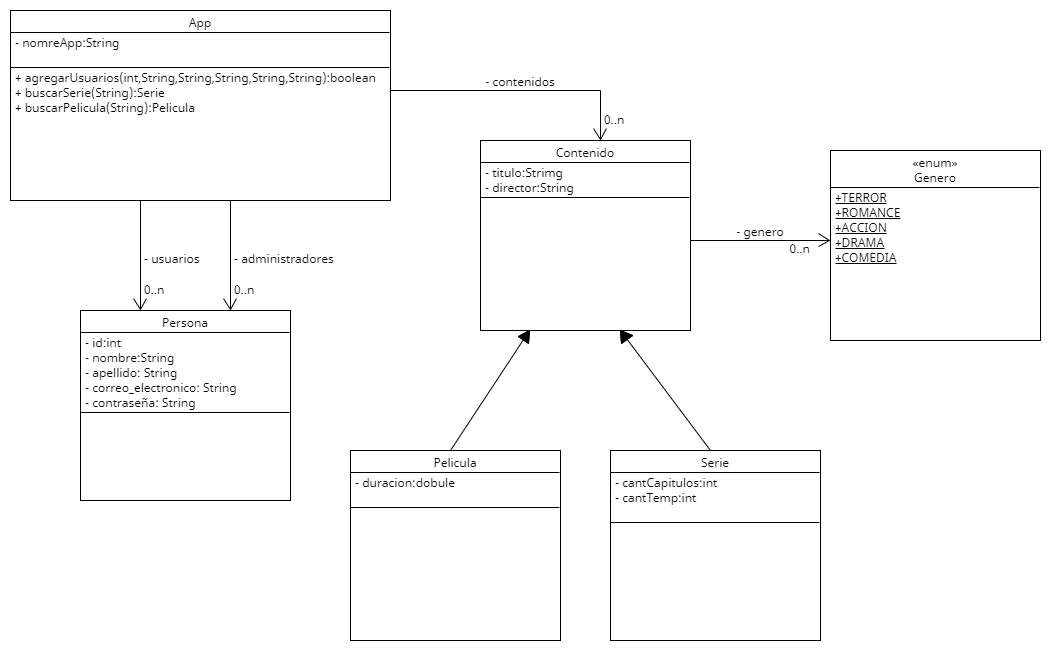 App
- nomreApp:String
+ agregarUsuarios(int,String,String,String,String,String):boolean
+ buscarSerie(String):Serie
+ buscarPelicula(String):Pelicula
- contenidos
0..n
Contenido
- titulo:Strimg
- director:String
«enum»
Genero
+TERROR
+ROMANCE
+ACCION
+DRAMA
+COMEDIA
- genero
0..n
- usuarios
0..n
- administradores
0..n
Persona
- id:int
- nombre:String
- apellido: String
- correo_electronico: String
- contraseña: String
Pelicula
- duracion:dobule
Serie
- cantCapitulos:int
- cantTemp:int